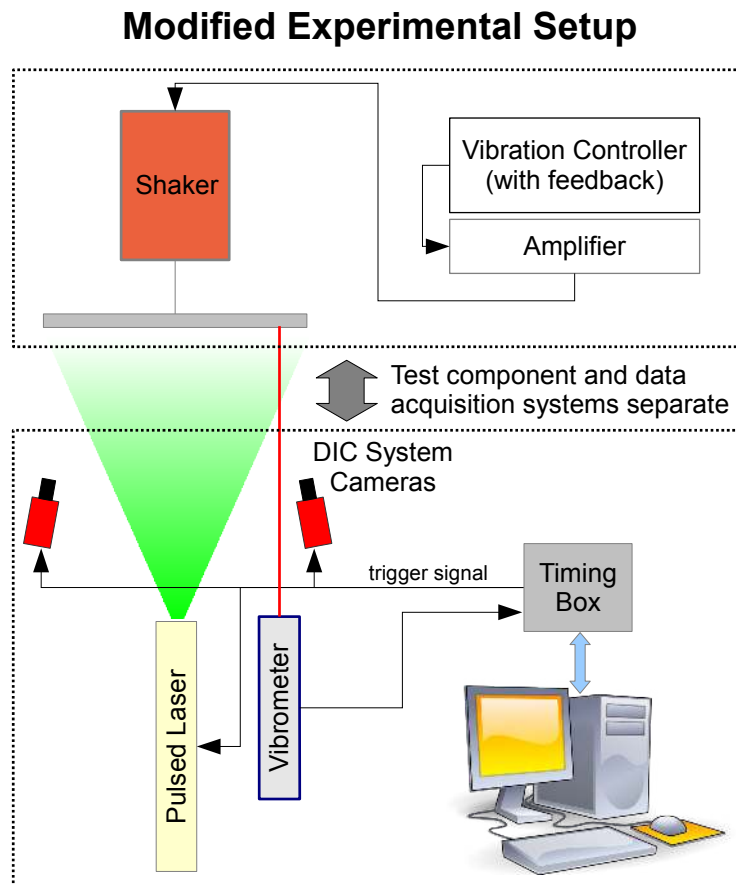 Modified Experimental Setup
Shaker
Vibration Controller
(with feedback)
Amplifier
Test component and data
acquisition systems separate
DIC System
Cameras
trigger signal
Timing
Box
Pulsed Laser
Vibrometer